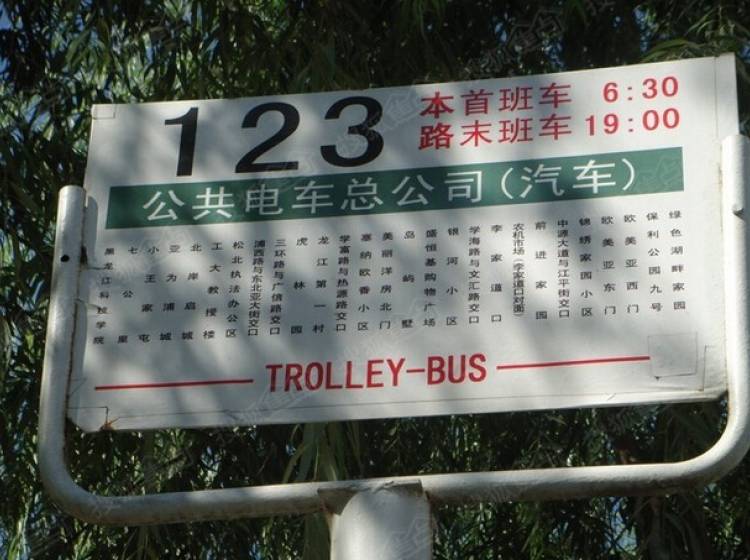 123
本首班车 6:30
路末班车 19:00
公共电车总公司(汽车)
黑龙江科技学院
七公里
小王家屯
亚为浦城
北岸启城
工大教授楼
松北执法办公区
浦西路与东北亚大街交口
三环路与广信路交口
虎林园
龙江第一村
学富路与热源路交口
塞纳欧香小区
美丽洋房北门
岛屿墅
盛恒基购物广场
银河小区
学海路与文汇路交口
李家道口
农机市场(李家道口对面)
前进家园
中源大道与江平街交口
锦绣家园小区
欧美亚东门
欧美亚西门
保利公园九号
绿色湖畔家园
TROLLEY-BUS